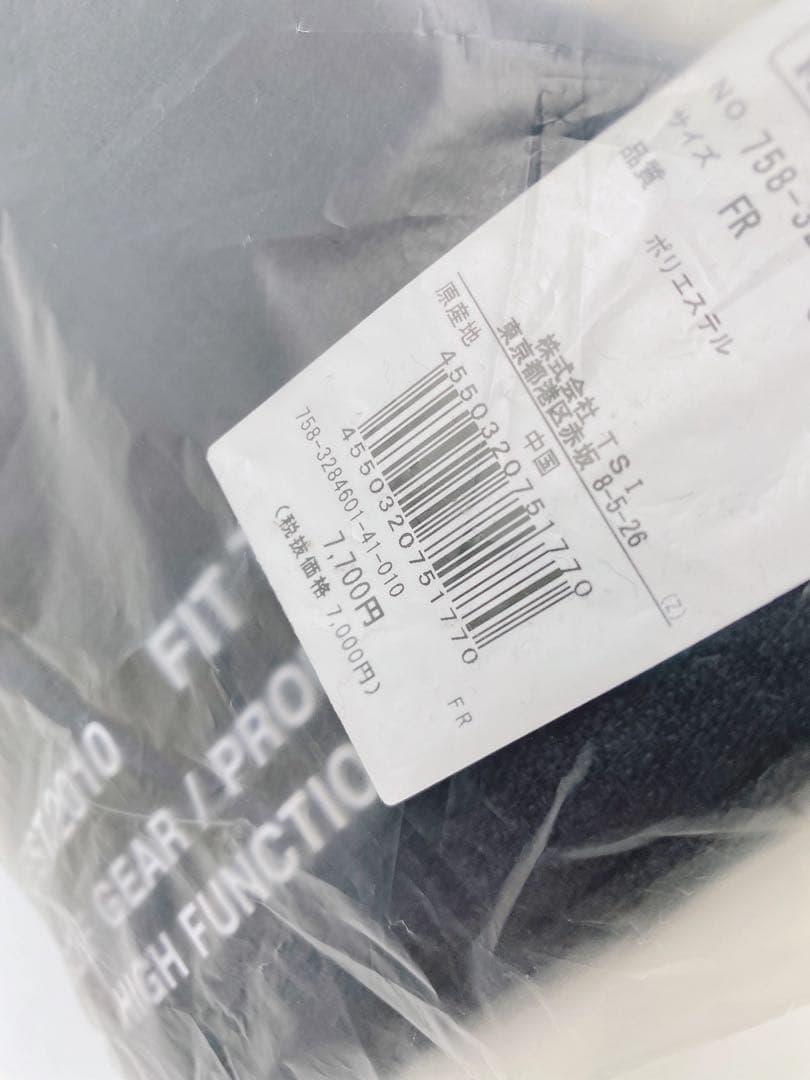 NO 758-32
サイズ FR
品質
ポリエステル
株式会社 TSI
東京都港区赤坂 8-5-26
(Z)
原産地 中国
4550320751770
4550320751770
758-3284601-41-010
7,700円
(税抜価格 7,000円)
FR
2010 FIT
GEAR / PRO
HIGH FUNCTIO